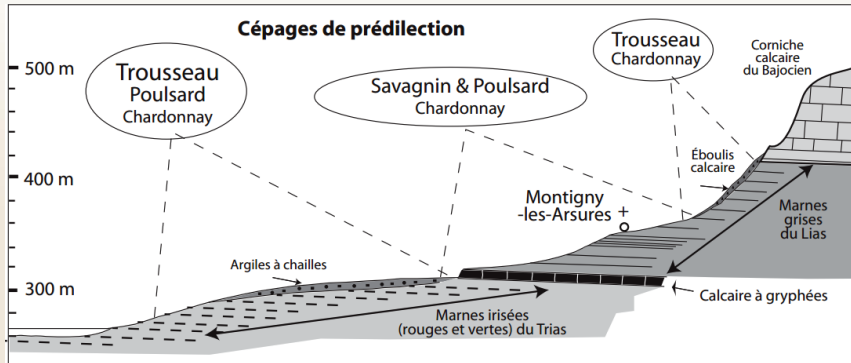 Cépages de prédilection
Trousseau
Poulsard
Chardonnay
Savagnin & Poulsard
Chardonnay
Trousseau
Chardonnay
Corniche
calcaire
du Bajocien
500 m
400 m
300 m
Éboulis
calcaire
Montigny
-les-Arsures +
Marnes
grises
du Lias
Argiles à chailles
Calcaire à gryphées
Marnes irisées
(rouges et vertes) du Trias